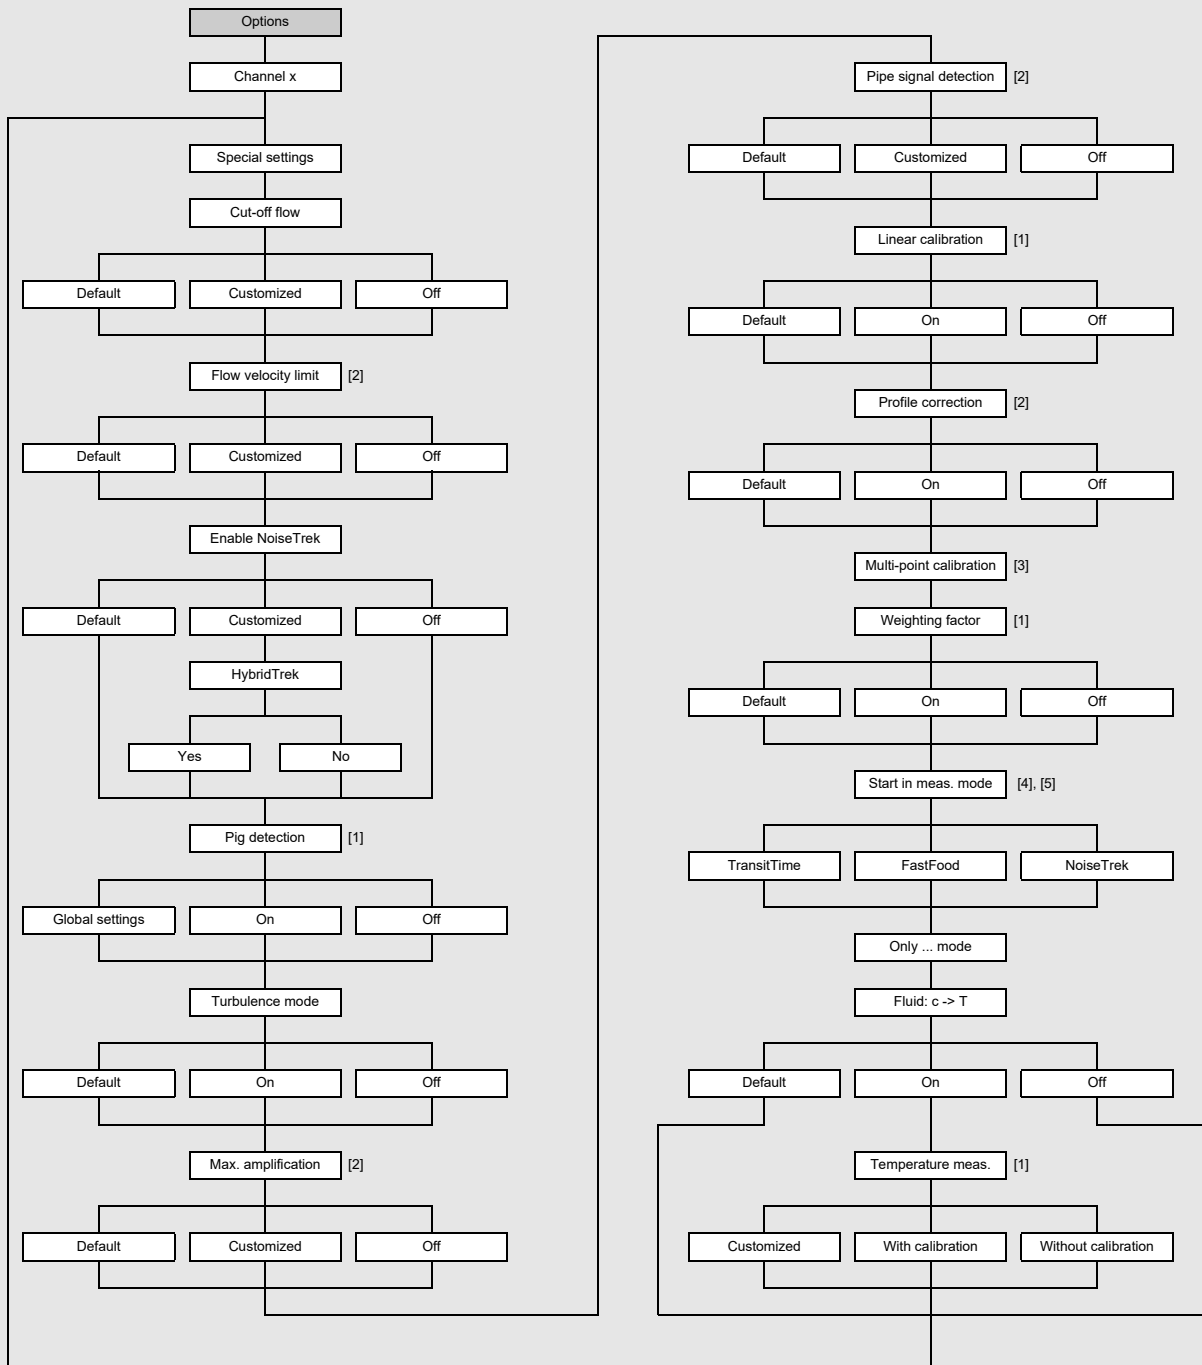 Options
Channel x
Special settings
Cut-off flow
Default
Customized
Off
Flow velocity limit [2]
Default
Customized
Off
Enable NoiseTrek
Default
Customized
Off
HybridTrek
Yes
No
Pig detection [1]
Global settings
On
Off
Turbulence mode
Default
On
Off
Max. amplification [2]
Default
Customized
Off
Pipe signal detection [2]
Default
Customized
Off
Linear calibration [1]
Default
On
Off
Profile correction [2]
Default
On
Off
Multi-point calibration [3]
Weighting factor [1]
Default
On
Off
Start in meas. mode [4], [5]
TransitTime
FastFood
NoiseTrek
Only ... mode
Fluid: c -> T
Default
On
Off
Temperature meas. [1]
Customized
With calibration
Without calibration